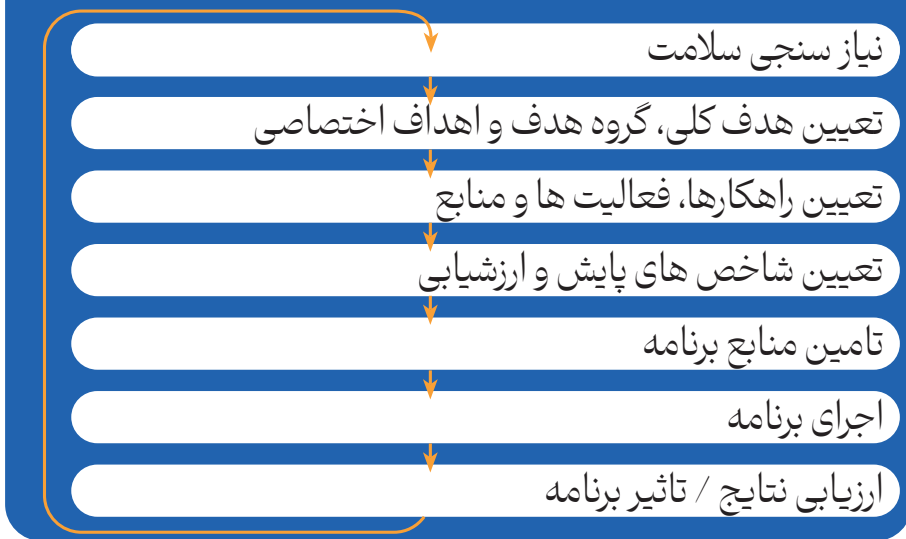 نیاز سنجی سلامت
تعیین هدف کلی، گروه هدف و اهداف اختصاصی
تعیین راهکارها، فعالیت ها و منابع
تعیین شاخص های پایش و ارزشیابی
تامین منابع برنامه
اجرای برنامه
ارزیابی نتایج / تاثیر برنامه